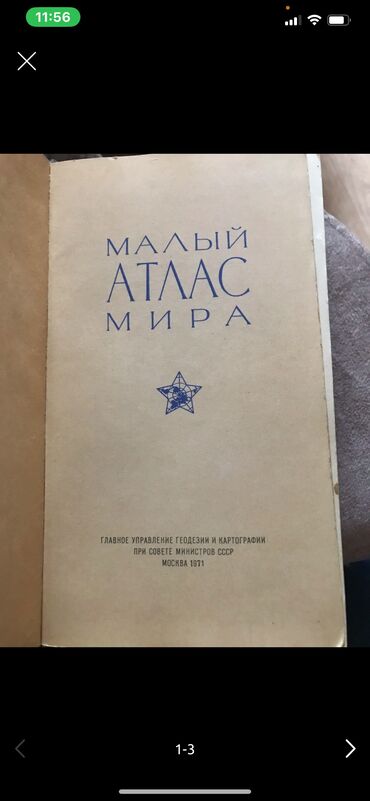 11:56
МАЛЫЙ
АТЛАС
МИРА
ГЛАВНОЕ УПРАВЛЕНИЕ ГЕОДЕЗИИ И КАРТОГРАФИИ
ПРИ СОВЕТЕ МИНИСТРОВ СССР
МОСКВА 1971
1-3